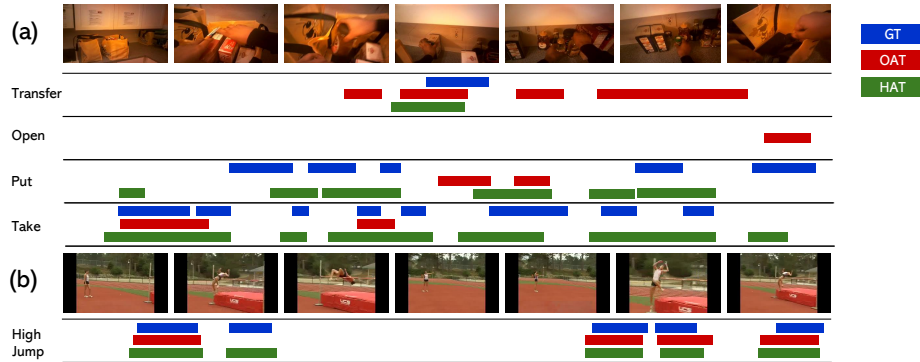 (a)
GT
OAT
HAT
Transfer
Open
Put
Take
(b)
High
Jump